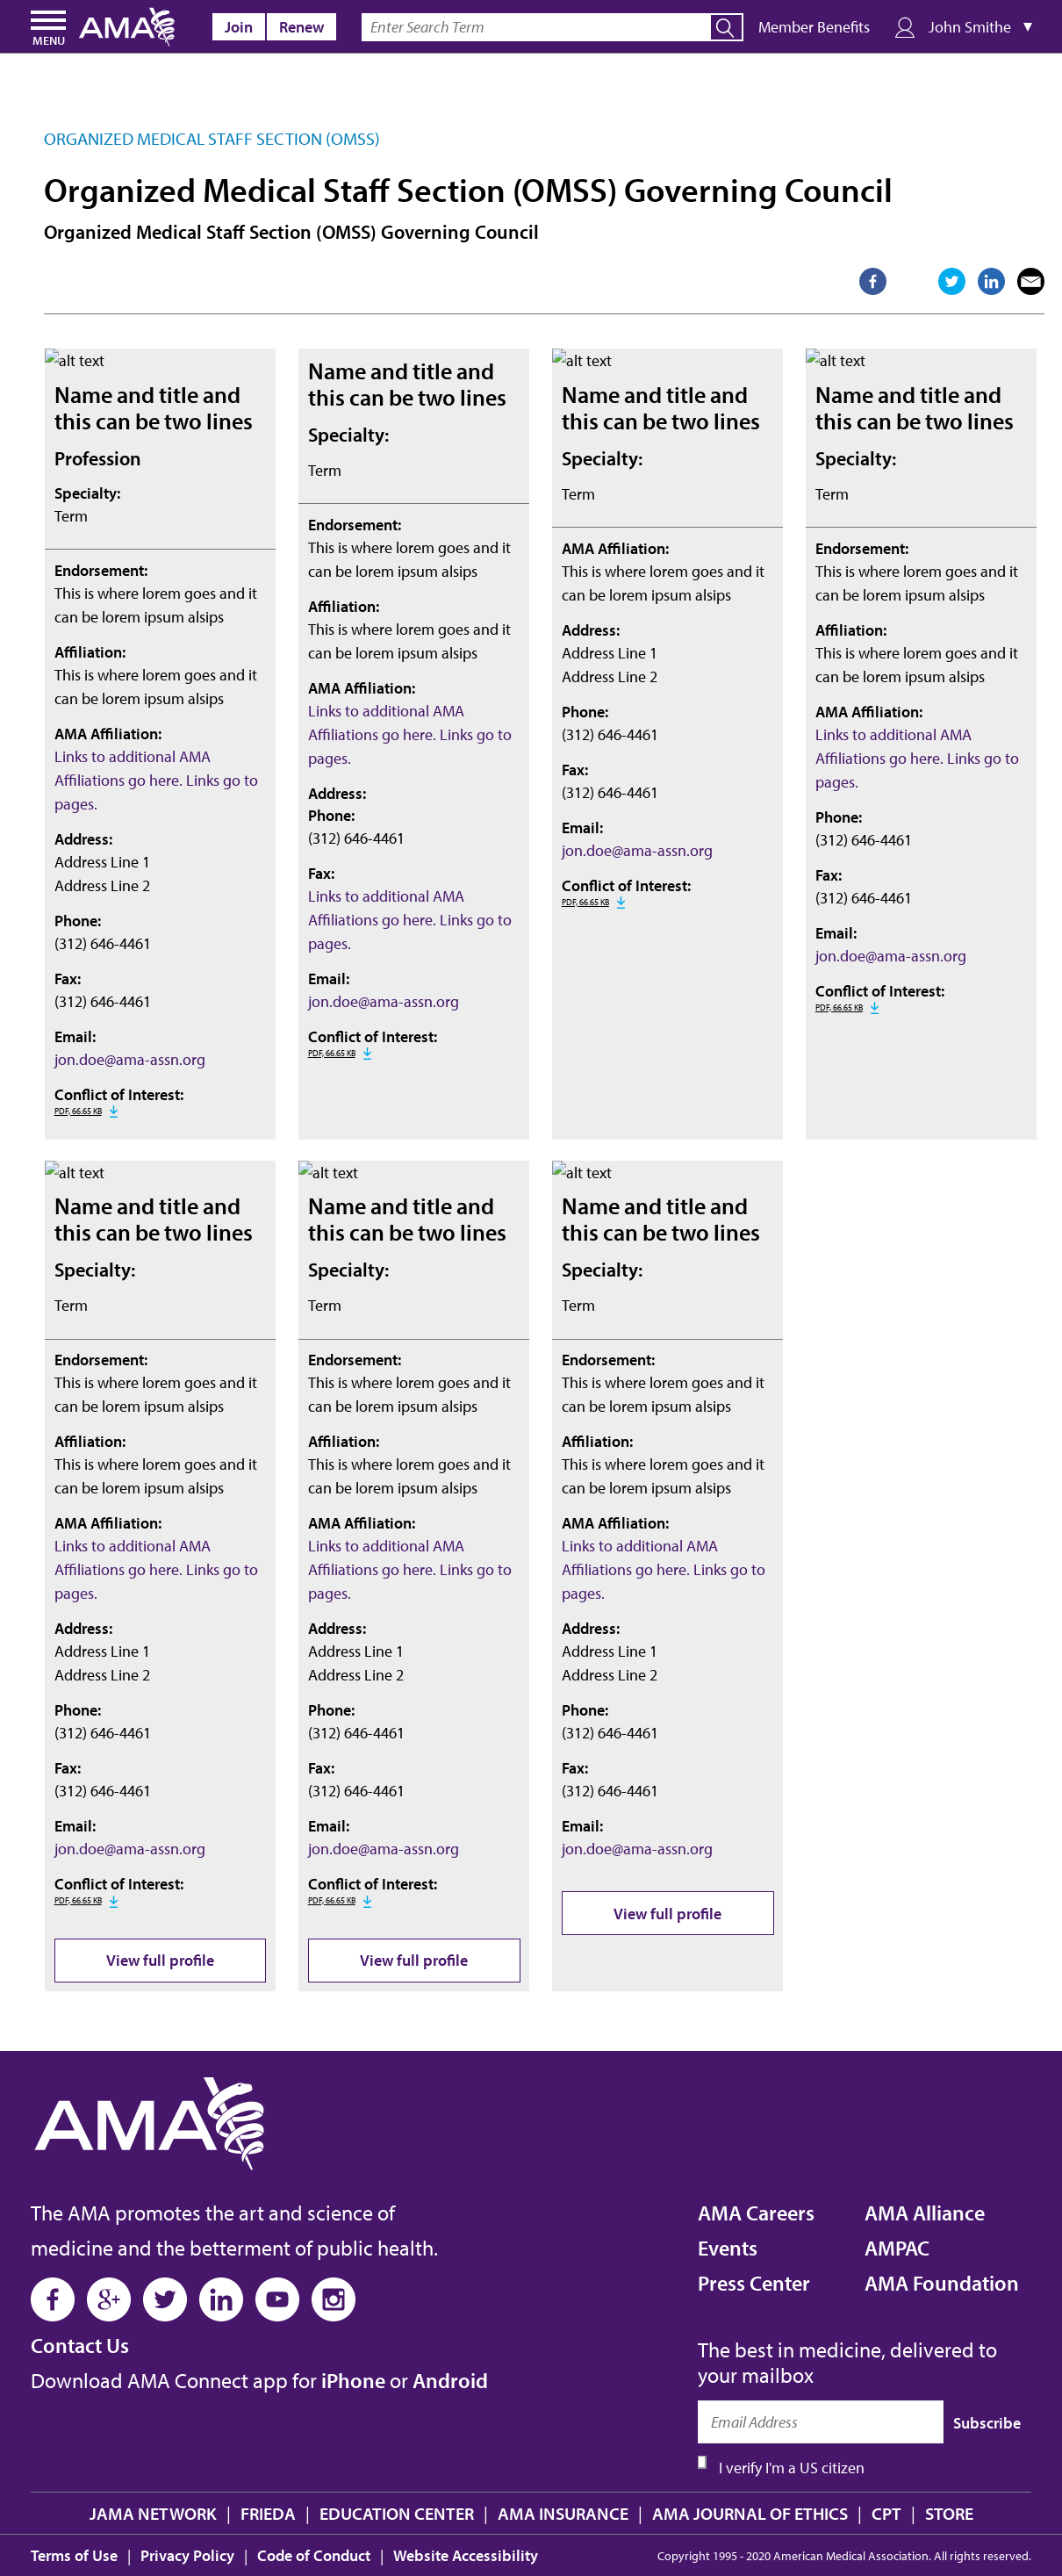 MENU
AMA
Join
Renew
Enter Search Term
Member Benefits
John Smithe ▼
ORGANIZED MEDICAL STAFF SECTION (OMSS)
Organized Medical Staff Section (OMSS) Governing Council
Organized Medical Staff Section (OMSS) Governing Council
alt text
Name and title and
this can be two lines
Profession
Specialty:
Term
Endorsement:
This is where lorem goes and it
can be lorem ipsum alsips
Affiliation:
This is where lorem goes and it
can be lorem ipsum alsips
AMA Affiliation:
Links to additional AMA
Affiliations go here. Links go to
pages.
Address:
Address Line 1
Address Line 2
Phone:
(312) 646-4461
Fax:
(312) 646-4461
Email:
jon.doe@ama-assn.org
Conflict of Interest:
PDF, 66.65 KB
Name and title and
this can be two lines
Specialty:
Term
Endorsement:
This is where lorem goes and it
can be lorem ipsum alsips
Affiliation:
This is where lorem goes and it
can be lorem ipsum alsips
AMA Affiliation:
Links to additional AMA
Affiliations go here. Links go to
pages.
Address:
Phone:
(312) 646-4461
Fax:
Links to additional AMA
Affiliations go here. Links go to
pages.
Email:
jon.doe@ama-assn.org
Conflict of Interest:
PDF, 66.65 KB
alt text
Name and title and
this can be two lines
Specialty:
Term
AMA Affiliation:
This is where lorem goes and it
can be lorem ipsum alsips
Address:
Address Line 1
Address Line 2
Phone:
(312) 646-4461
Fax:
(312) 646-4461
Email:
jon.doe@ama-assn.org
Conflict of Interest:
PDF, 66.65 KB
alt text
Name and title and
this can be two lines
Specialty:
Term
Endorsement:
This is where lorem goes and it
can be lorem ipsum alsips
Affiliation:
This is where lorem goes and it
can be lorem ipsum alsips
AMA Affiliation:
Links to additional AMA
Affiliations go here. Links go to
pages.
Phone:
(312) 646-4461
Fax:
(312) 646-4461
Email:
jon.doe@ama-assn.org
Conflict of Interest:
PDF, 66.65 KB
alt text
Name and title and
this can be two lines
Specialty:
Term
Endorsement:
This is where lorem goes and it
can be lorem ipsum alsips
Affiliation:
This is where lorem goes and it
can be lorem ipsum alsips
AMA Affiliation:
Links to additional AMA
Affiliations go here. Links go to
pages.
Address:
Address Line 1
Address Line 2
Phone:
(312) 646-4461
Fax:
(312) 646-4461
Email:
jon.doe@ama-assn.org
Conflict of Interest:
PDF, 66.65 KB
View full profile
alt text
Name and title and
this can be two lines
Specialty:
Term
Endorsement:
This is where lorem goes and it
can be lorem ipsum alsips
Affiliation:
This is where lorem goes and it
can be lorem ipsum alsips
AMA Affiliation:
Links to additional AMA
Affiliations go here. Links go to
pages.
Address:
Address Line 1
Address Line 2
Phone:
(312) 646-4461
Fax:
(312) 646-4461
Email:
jon.doe@ama-assn.org
Conflict of Interest:
PDF, 66.65 KB
View full profile
alt text
Name and title and
this can be two lines
Specialty:
Term
Endorsement:
This is where lorem goes and it
can be lorem ipsum alsips
Affiliation:
This is where lorem goes and it
can be lorem ipsum alsips
AMA Affiliation:
Links to additional AMA
Affiliations go here. Links go to
pages.
Address:
Address Line 1
Address Line 2
Phone:
(312) 646-4461
Fax:
(312) 646-4461
Email:
jon.doe@ama-assn.org
View full profile
AMA
The AMA promotes the art and science of
medicine and the betterment of public health.
Contact Us
Download AMA Connect app for iPhone or Android
AMA Careers
Events
Press Center
AMA Alliance
AMPAC
AMA Foundation
The best in medicine, delivered to
your mailbox
Email Address
Subscribe
I verify I'm a US citizen
JAMA NETWORK | FRIEDA | EDUCATION CENTER | AMA INSURANCE | AMA JOURNAL OF ETHICS | CPT | STORE
Terms of Use | Privacy Policy | Code of Conduct | Website Accessibility
Copyright 1995 - 2020 American Medical Association. All rights reserved.